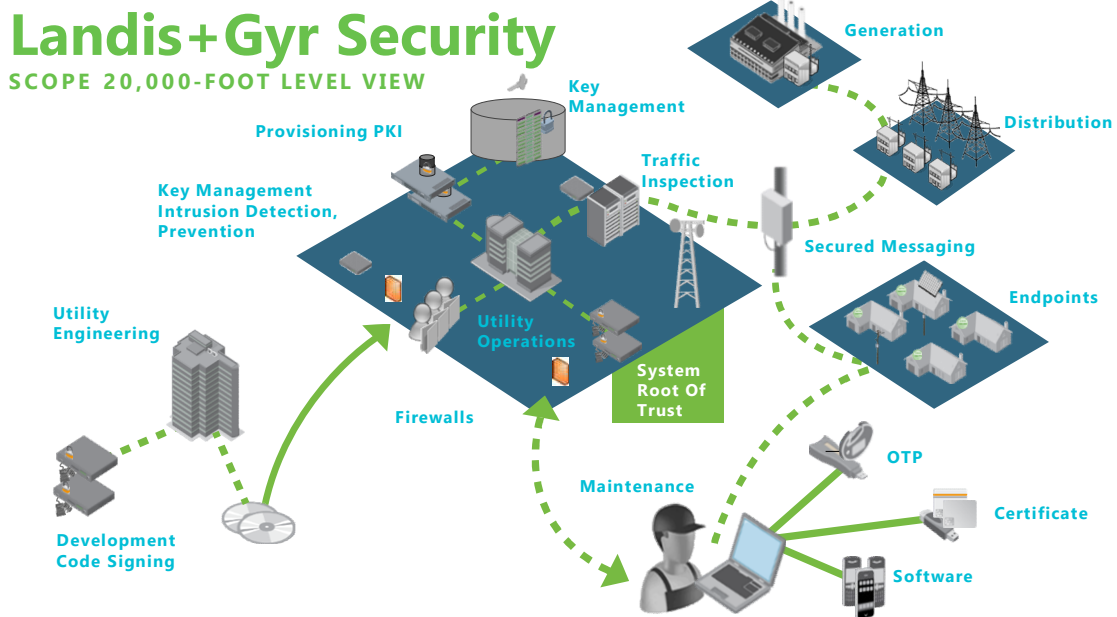 Landis+Gyr Security
SCOPE 20,000-FOOT LEVEL VIEW
Generation
Key
Management
Provisioning PKI
Distribution
Traffic
Inspection
Key Management
Intrusion Detection,
Prevention
Secured Messaging
Endpoints
Utility
Engineering
Utility
Operations
System
Root Of
Trust
Firewalls
OTP
Maintenance
Certificate
Development
Code Signing
Software